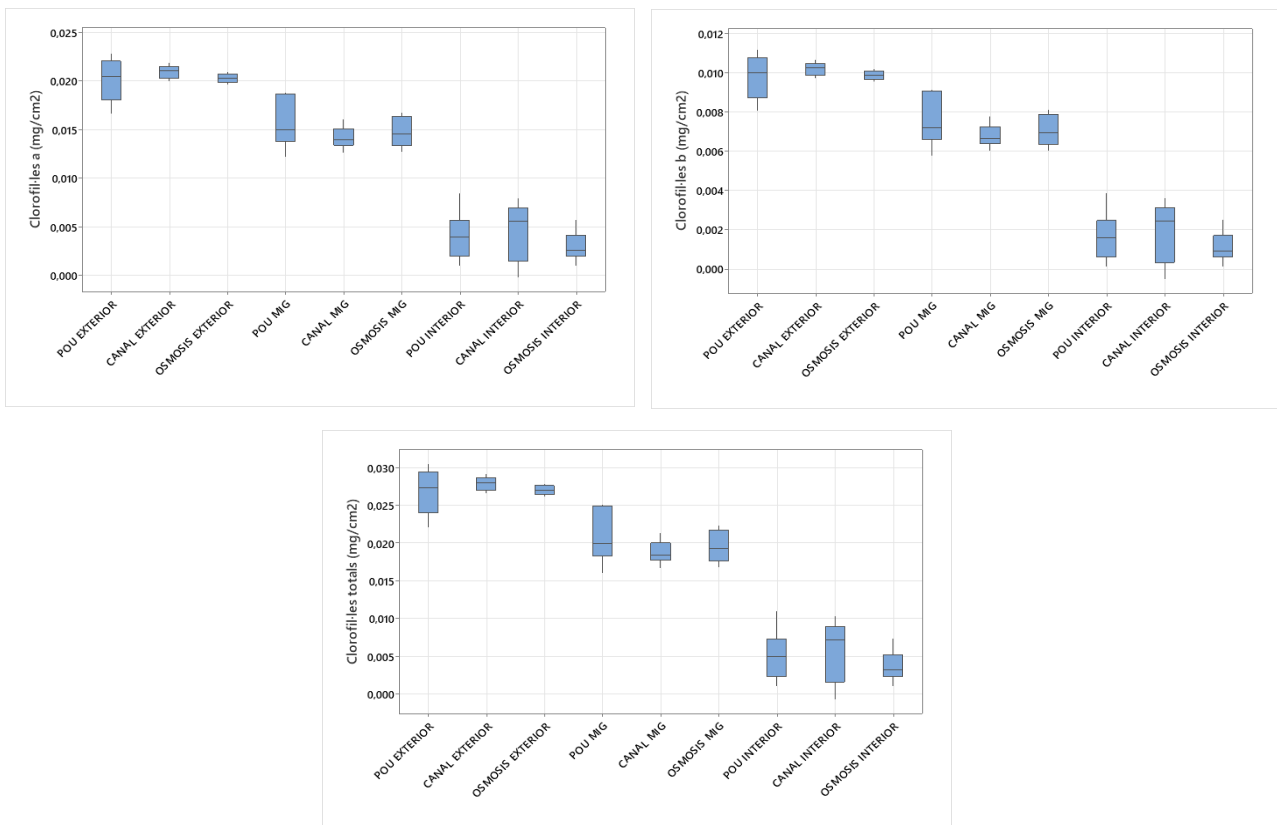 Clorofil·les a (mg/cm2)
0,025
0,020
0,015
0,010
0,005
0,000
POU EXTERIOR
CANAL EXTERIOR
OSMOSIS EXTERIOR
POU MIG
CANAL MIG
OSMOSIS MIG
POU INTERIOR
CANAL INTERIOR
OSMOSIS INTERIOR
Clorofil·les b (mg/cm2)
0,012
0,010
0,008
0,006
0,004
0,002
0,000
POU EXTERIOR
CANAL EXTERIOR
OSMOSIS EXTERIOR
POU MIG
CANAL MIG
OSMOSIS MIG
POU INTERIOR
CANAL INTERIOR
OSMOSIS INTERIOR
Clorofil·les totals (mg/cm2)
0,030
0,025
0,020
0,015
0,010
0,005
0,000
POU EXTERIOR
CANAL EXTERIOR
OSMOSIS EXTERIOR
POU MIG
CANAL MIG
OSMOSIS MIG
POU INTERIOR
CANAL INTERIOR
OSMOSIS INTERIOR